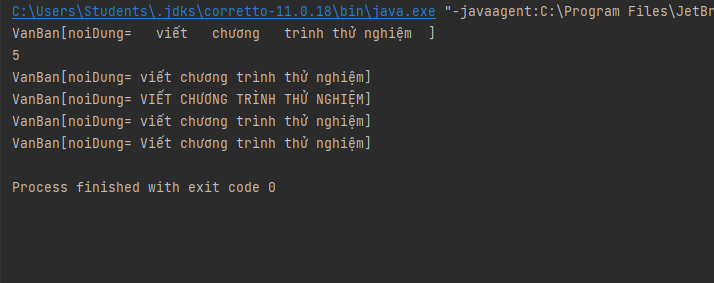 C:\Users\Students\.jdks\corretto-11.0.18\bin\java.exe "-javaagent:C:\Program Files\JetBr
VanBan[noiDung=   viết   chương   trình thử nghiệm  ]
5
VanBan[noiDung= viết chương trình thử nghiệm]
VanBan[noiDung= VIẾT CHƯƠNG TRÌNH THỬ NGHIỆM]
VanBan[noiDung= viết chương trình thử nghiệm]
VanBan[noiDung= Viết chương trình thử nghiệm]
Process finished with exit code 0